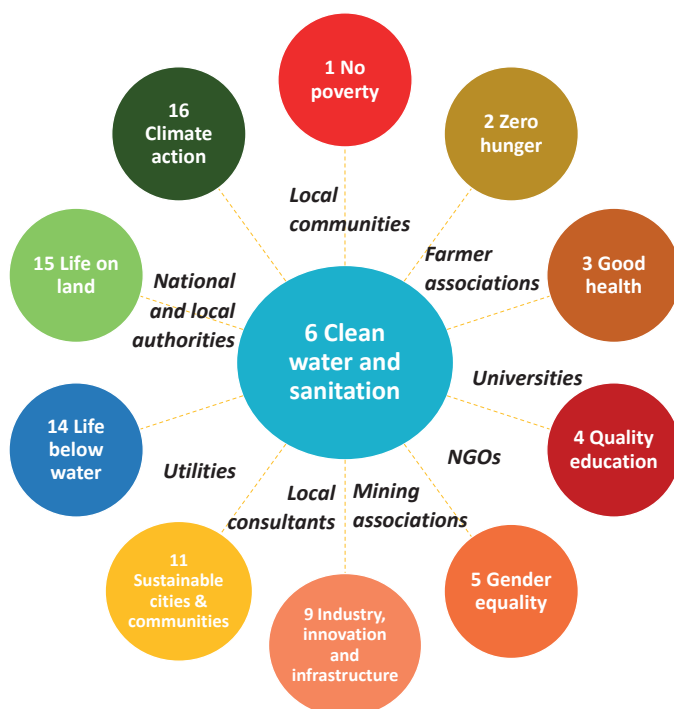 1 No
poverty
2 Zero
hunger
3 Good
health
4 Quality
education
5 Gender
equality
9 Industry,
innovation
and
infrastructure
11
Sustainable
cities &
communities
14 Life
below
water
15 Life on
land
16
Climate
action
6 Clean
water and
sanitation
Local
communities
Farmer
associations
Universities
NGOs
Mining
associations
Local
consultants
Utilities
National
and local
authorities